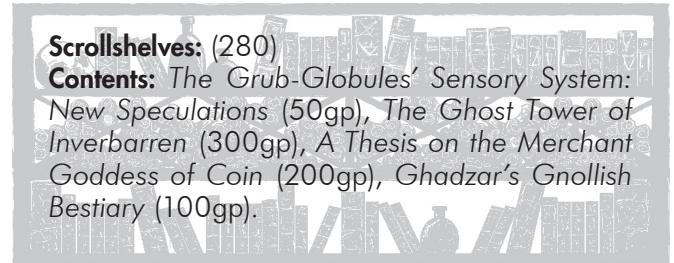 Scrollshelves: (280)
Contents: The Grub-Globules' Sensory System:
New Speculations (50gp), The Ghost Tower of
Inverbarren (300gp), A Thesis on the Merchant
Goddess of Coin (200gp), Ghadzar's Gnollish
Bestiary (100gp).